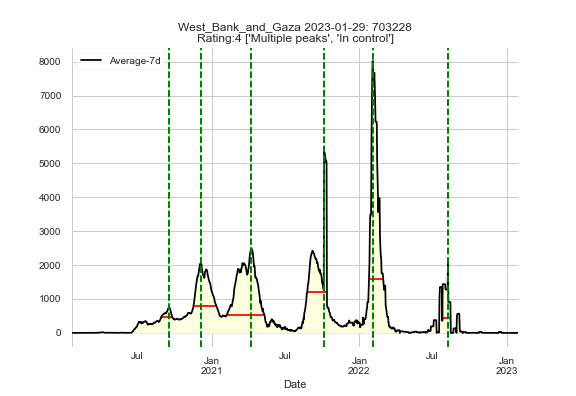 West_Bank_and_Gaza 2023-01-29: 703228
Rating:4 ['Multiple peaks', 'In control']
Average-7d
8000
7000
6000
5000
4000
3000
2000
1000
0
Jul
Jan
2021
Jul
Jan
2022
Jul
Jan
2023
Date